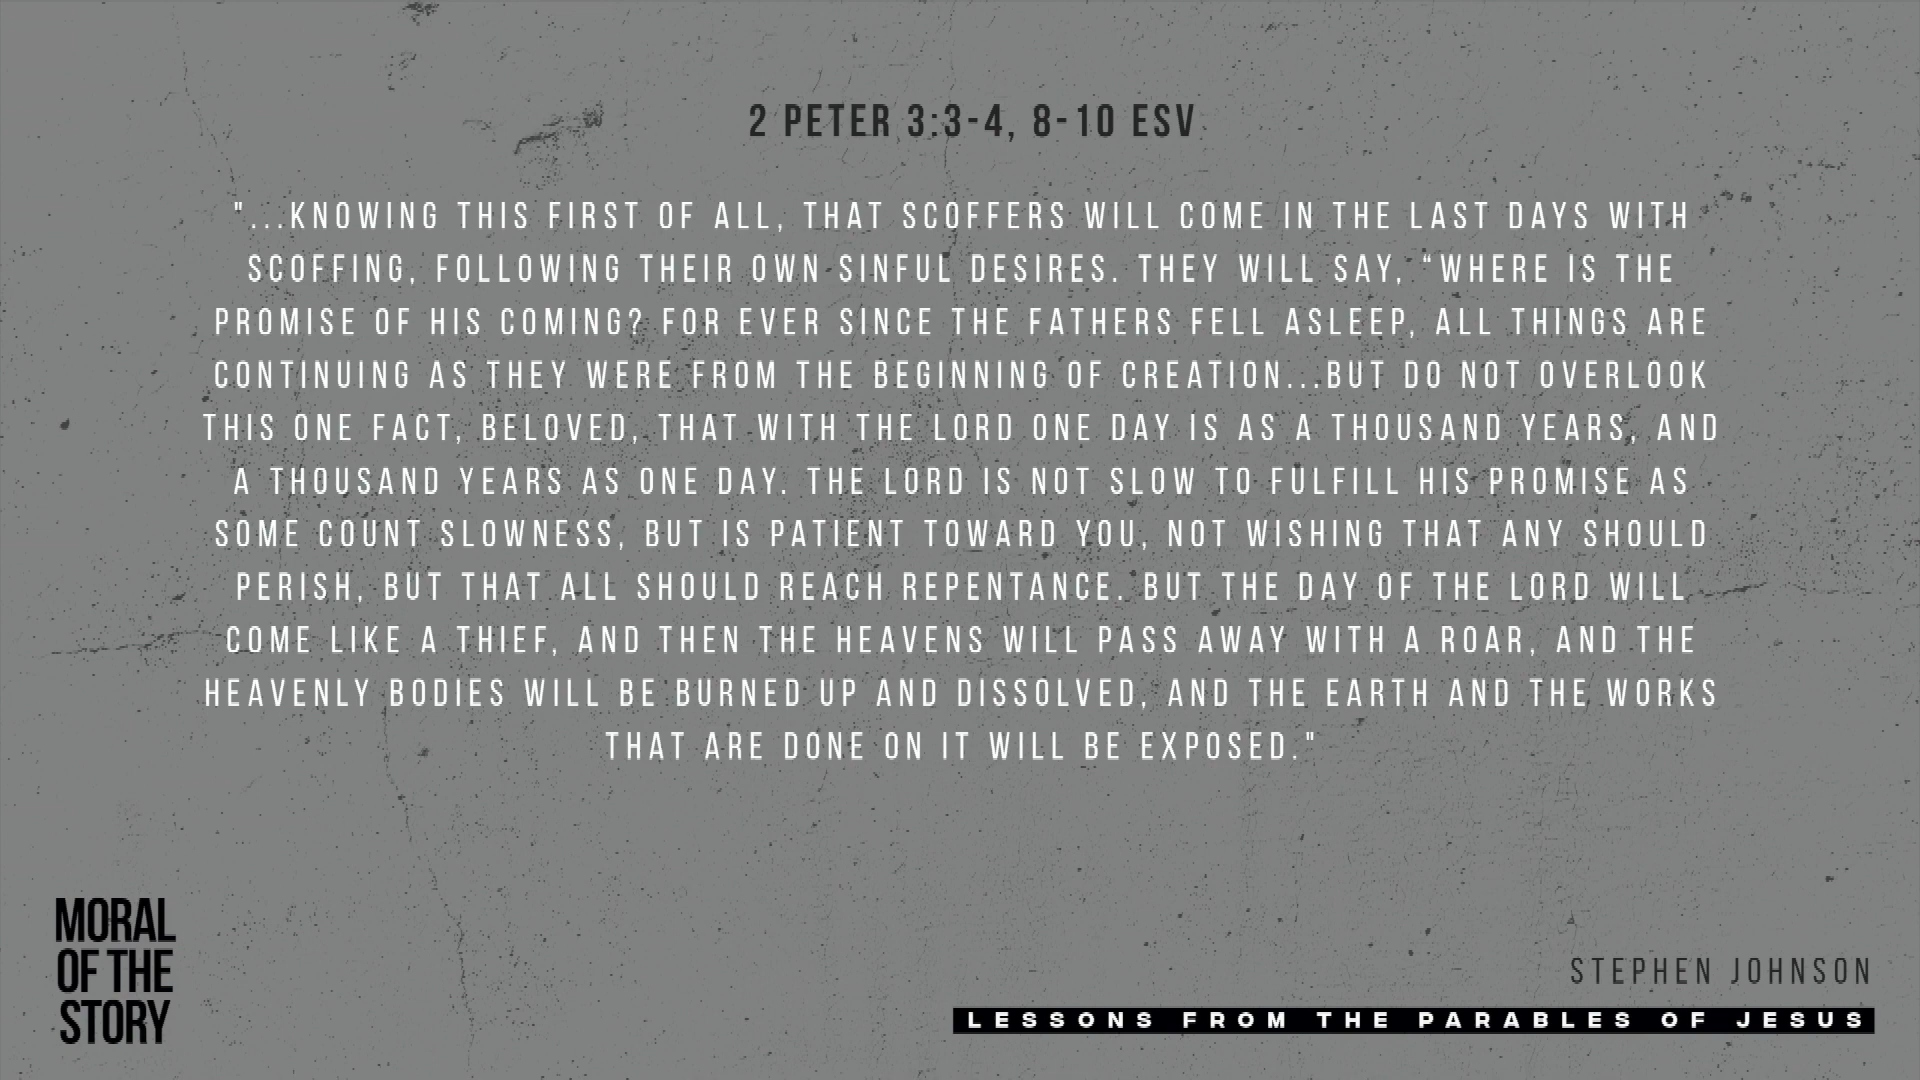 2 PETER 3:3-4, 8-10 ESV
"...KNOWING THIS FIRST OF ALL, THAT SCOFFERS WILL COME IN THE LAST DAYS WITH
SCOFFING, FOLLOWING THEIR OWN SINFUL DESIRES. THEY WILL SAY, “WHERE IS THE
PROMISE OF HIS COMING? FOR EVER SINCE THE FATHERS FELL ASLEEP, ALL THINGS ARE
CONTINUING AS THEY WERE FROM THE BEGINNING OF CREATION...BUT DO NOT OVERLOOK
THIS ONE FACT, BELOVED, THAT WITH THE LORD ONE DAY IS AS A THOUSAND YEARS, AND
A THOUSAND YEARS AS ONE DAY. THE LORD IS NOT SLOW TO FULFILL HIS PROMISE AS
SOME COUNT SLOWNESS, BUT IS PATIENT TOWARD YOU, NOT WISHING THAT ANY SHOULD
PERISH, BUT THAT ALL SHOULD REACH REPENTANCE. BUT THE DAY OF THE LORD WILL
COME LIKE A THIEF, AND THEN THE HEAVENS WILL PASS AWAY WITH A ROAR, AND THE
HEAVENLY BODIES WILL BE BURNED UP AND DISSOLVED, AND THE EARTH AND THE WORKS
THAT ARE DONE ON IT WILL BE EXPOSED."
MORAL
OF THE
STORY
STEPHEN JOHNSON
LESSONS FROM THE PARABLES OF JESUS